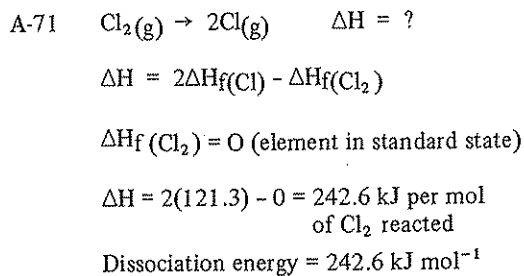 A-71 Cl₂(g) → 2Cl(g) ΔH = ?
ΔH = 2ΔHf(Cl) - ΔHf(Cl₂)
ΔHf (Cl₂) = O (element in standard state)
ΔH = 2(121.3) – 0 = 242.6 kJ per mol
of Cl₂ reacted
Dissociation energy = 242.6 kJ mol⁻¹